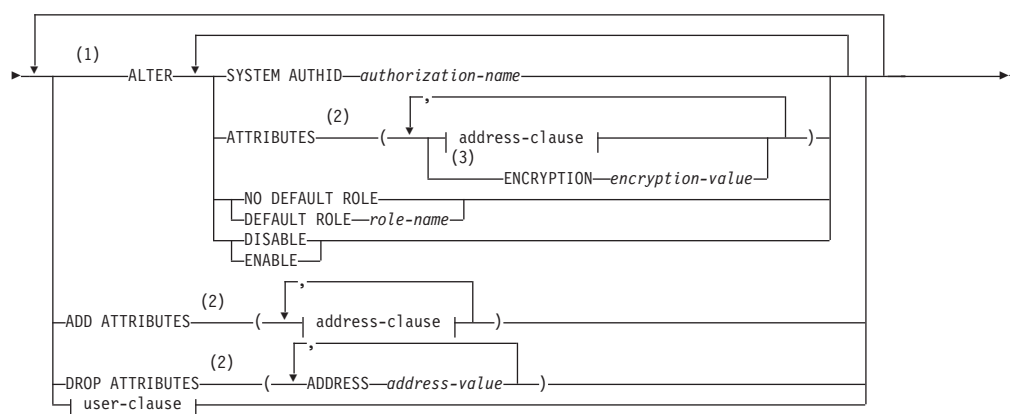 (1)
ALTER SYSTEM AUTHID authorization-name
,
(2)
ATTRIBUTES ( address-clause )
(3)
ENCRYPTION encryption-value
NO DEFAULT ROLE
DEFAULT ROLE role-name
DISABLE
ENABLE
,
(2)
ADD ATTRIBUTES ( address-clause )
,
(2)
DROP ATTRIBUTES ( ADDRESS address-value )
user-clause